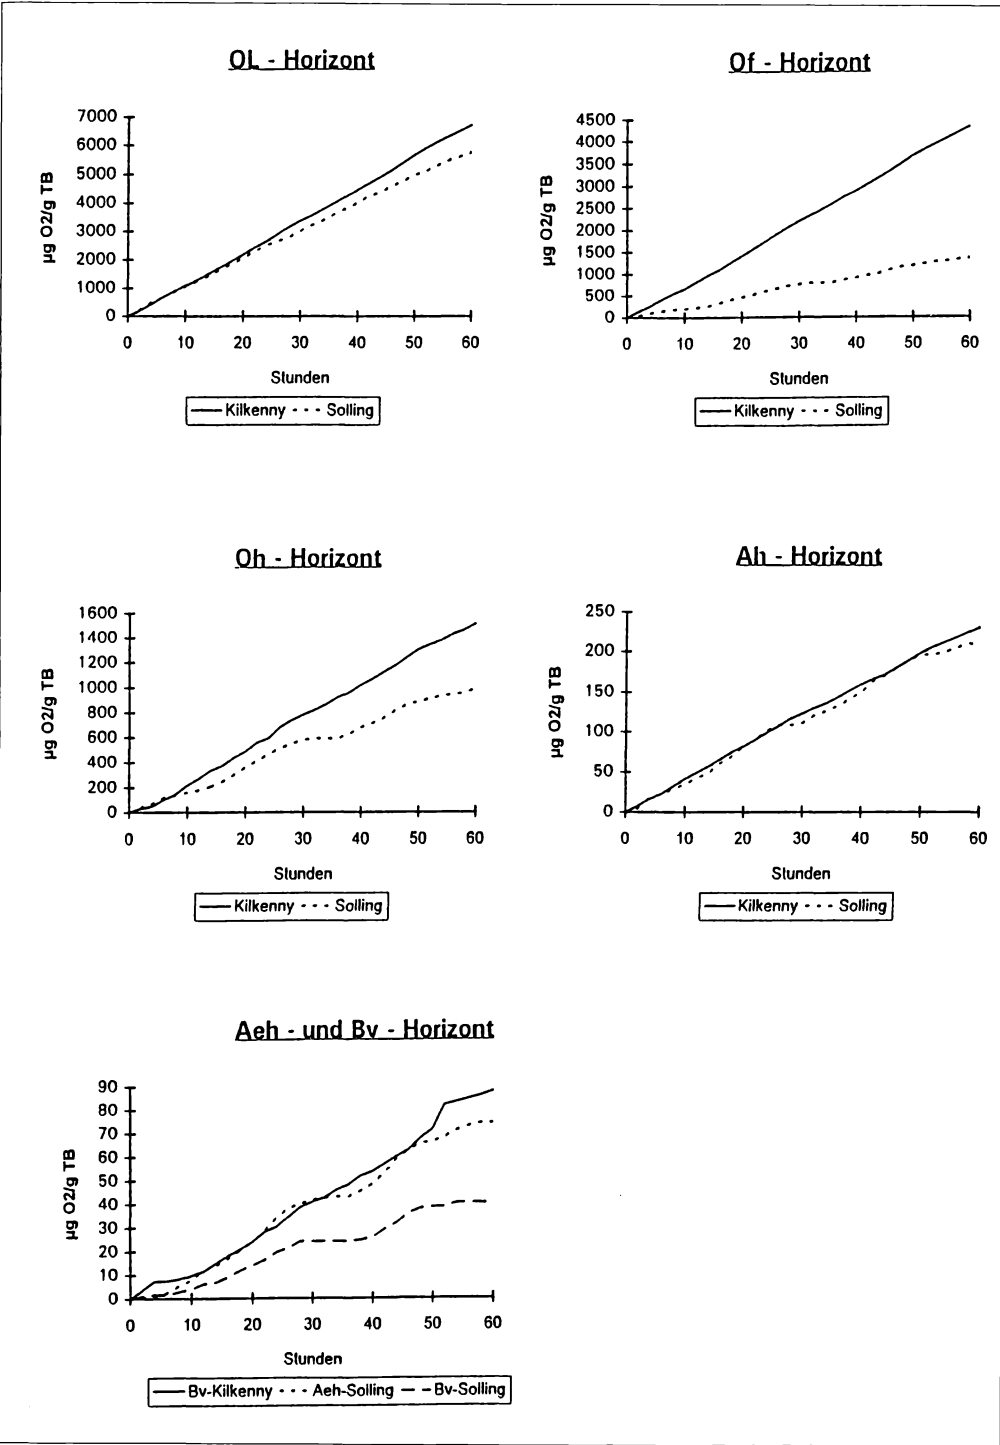 OL - Horizont
7000
6000
5000
4000
3000
2000
1000
0
µg O2/g TB
0 10 20 30 40 50 60
Stunden
Kilkenny Solling
Of - Horizont
4500
4000
3500
3000
2500
2000
1500
1000
500
0
µg O2/g TB
0 10 20 30 40 50 60
Stunden
Kilkenny Solling
Oh - Horizont
1600
1400
1200
1000
800
600
400
200
0
µg O2/g TB
0 10 20 30 40 50 60
Stunden
Kilkenny Solling
Ah - Horizont
250
200
150
100
50
0
µg O2/g TB
0 10 20 30 40 50 60
Stunden
Kilkenny Solling
Aeh - und Bv - Horizont
90
80
70
60
50
40
30
20
10
0
µg O2/g TB
0 10 20 30 40 50 60
Stunden
Bv-Kilkenny Aeh-Solling Bv-Solling